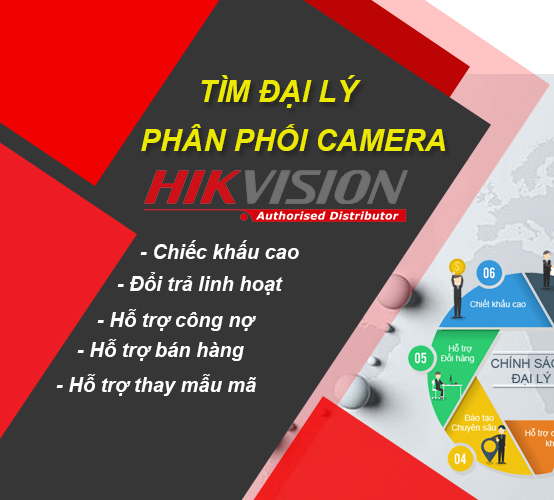 TÌM ĐẠI LÝ
PHÂN PHỐI CAMERA
HIKVISION
Authorised Distributor
- Chiếc khấu cao
- Đổi trả linh hoạt
- Hỗ trợ công nợ
- Hỗ trợ bán hàng
- Hỗ trợ thay mẫu mã
06
Chiết khấu cao
05
Hỗ trợ
Đổi hàng
CHÍNH SÁC
ĐẠI LÝ
Đào tạo
Chuyên sâu
04
Hỗ trợ